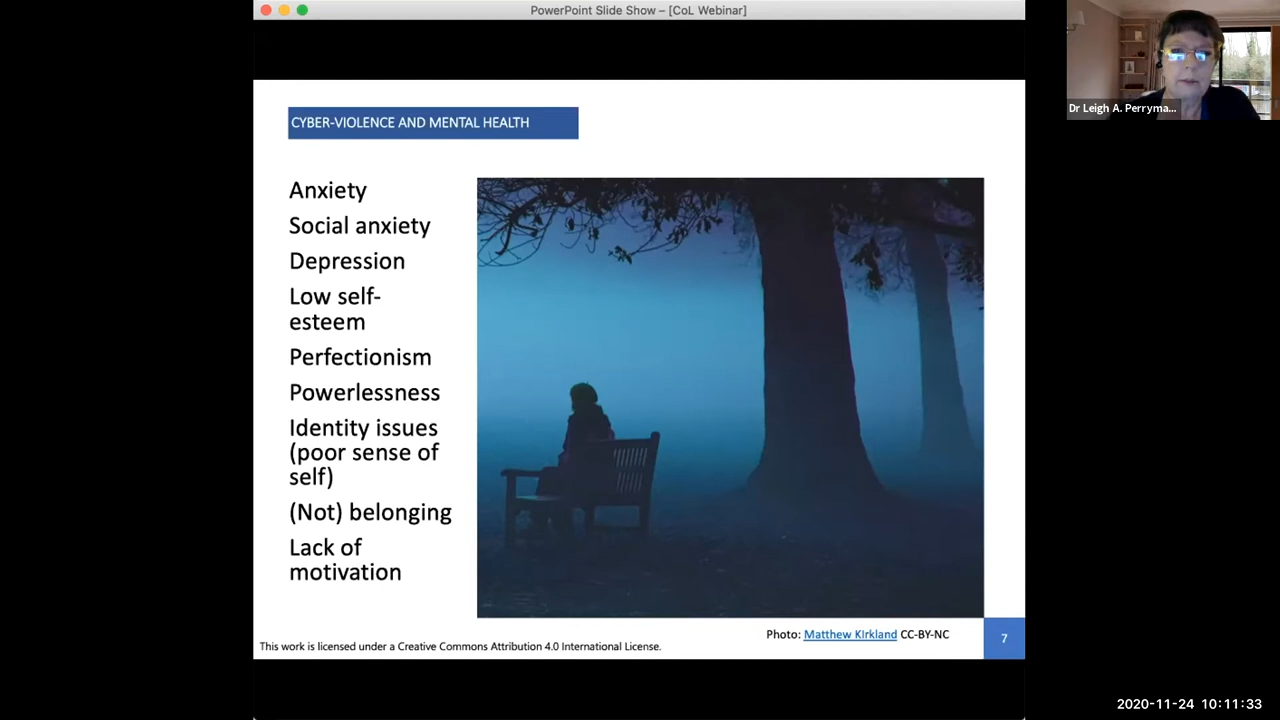 PowerPoint Slide Show – [CoL Webinar]
CYBER-VIOLENCE AND MENTAL HEALTH
Anxiety
Social anxiety
Depression
Low self-
esteem
Perfectionism
Powerlessness
Identity issues
(poor sense of
self)
(Not) belonging
Lack of
motivation
Photo: Matthew Kirkland CC-BY-NC
7
This work is licensed under a Creative Commons Attribution 4.0 International License.
Dr Leigh A. Perryma...
2020-11-24 10:11:33